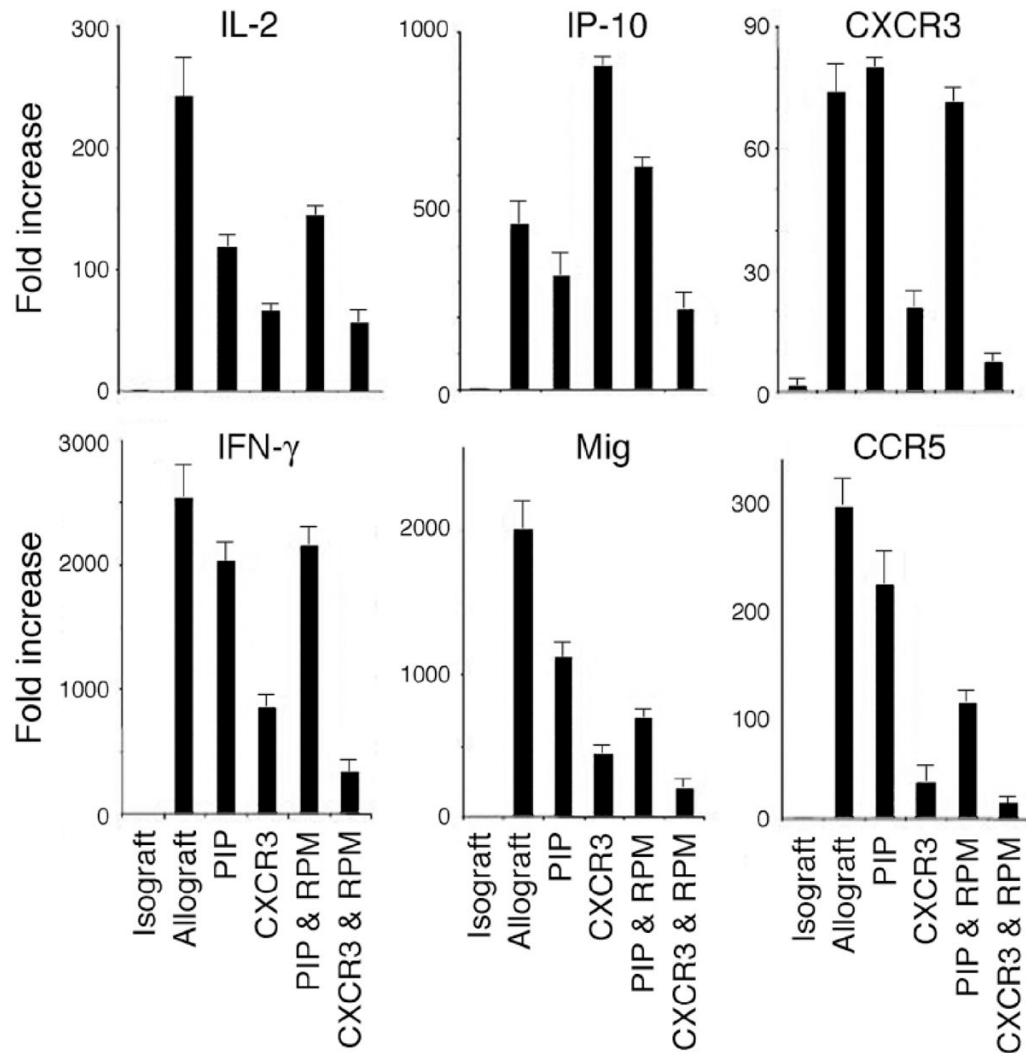 IL-2
IP-10
CXCR3
Fold increase
300
200
100
0
1000
500
0
90
60
30
0
IFN-γ
Mig
CCR5
Fold increase
3000
2000
1000
0
2000
1000
0
300
200
100
0
Isograft
Allograft
PIP
CXCR3
PIP & RPM
CXCR3 & RPM
Isograft
Allograft
PIP
CXCR3
PIP & RPM
CXCR3 & RPM
Isograft
Allograft
PIP
CXCR3
PIP & RPM
CXCR3 & RPM